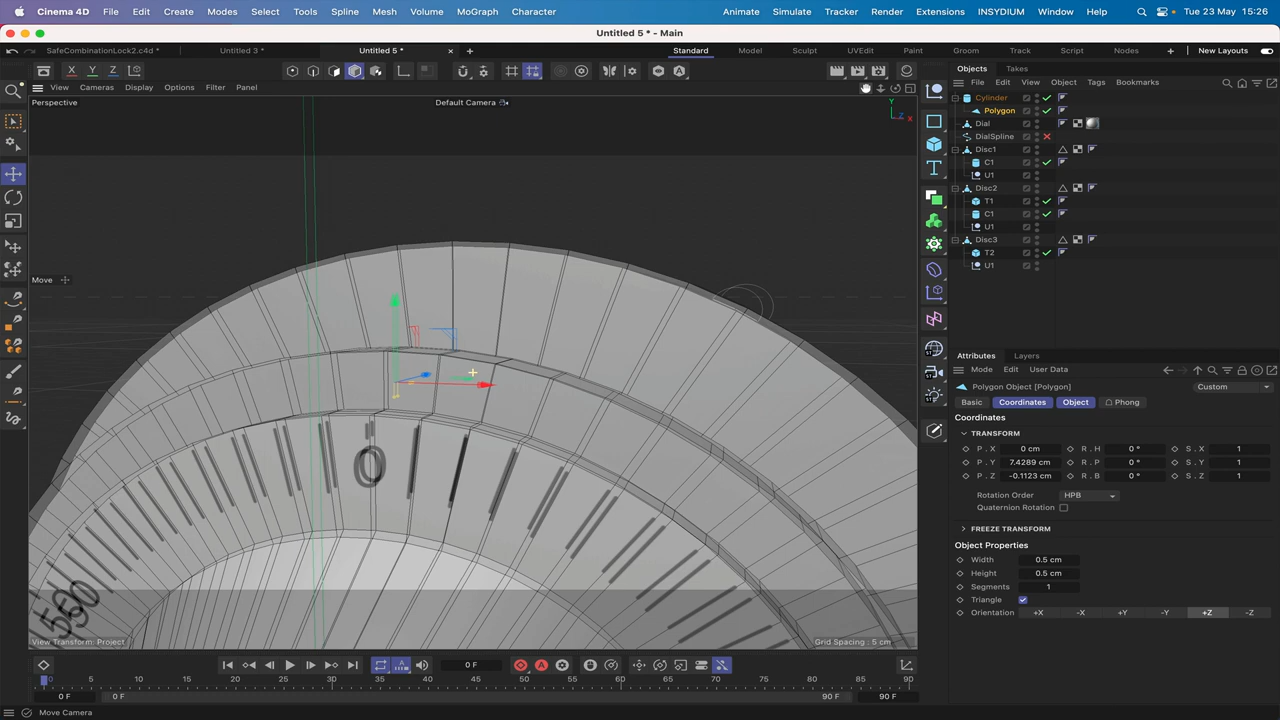 Cinema 4D File Edit Create Modes Select Tools Spline Mesh Volume MoGraph Character Animate Simulate Tracker Render Extensions INSYDIUM Window Help Tue 23 May 15:26
Untitled 5 * - Main
SafeCombinationLock2.c4d * Untitled 3 * Untitled 5 * Standard Model Sculpt UVEdit Paint Groom Track Script Nodes New Layouts
Objects Takes
View Cameras Display Options Filter Panel File Edit View Object Tags Bookmarks
Perspective Default Camera
Y
Z X
Cylinder
Polygon
Dial
DialSpline
Disc1
C1
U1
Disc2
T1
C1
U1
Disc3
T2
U1
Move
0
550
Attributes Layers
Mode Edit User Data
Polygon Object [Polygon] Custom
Basic Coordinates Object Phong
Coordinates
TRANSFORM
P . X 0 cm R . H 0 ° S . X 1
P . Y 7.4289 cm R . P 0 ° S . Y 1
P . Z -0.1123 cm R . B 0 ° S . Z 1
Rotation Order HPB
Quaternion Rotation
FREEZE TRANSFORM
Object Properties
Width 0.5 cm
Height 0.5 cm
Segments 1
Triangle
Orientation +X -X +Y -Y +Z -Z
View Transform: Project Grid Spacing : 5 cm
0 F
0 5 10 15 20 25 30 35 40 45 50 55 60 65 70 75 80 85 90
0 F 0 F 90 F 90 F
Move Camera